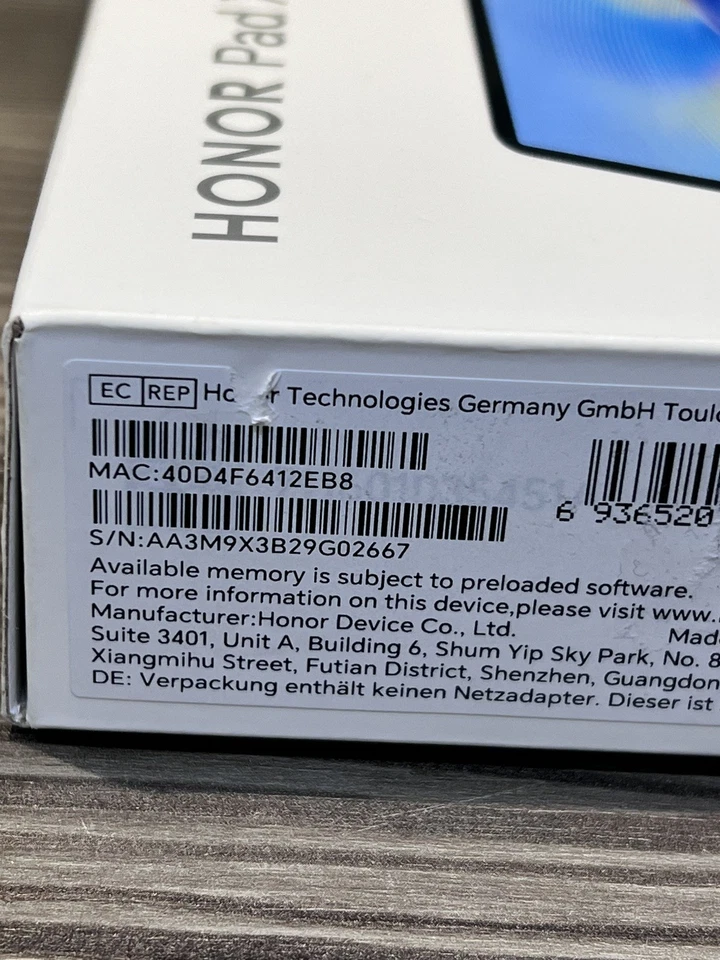 HONOR Pad
EC REP Technologies Germany GmbH
MAC:40D4F6412EB8
6 936520
S/N:AA3M9X3B29G02667
Available memory is subject to preloaded software.
For more information on this device,please visit www.
Manufacturer:Honor Device Co., Ltd.
Suite 3401, Unit A, Building 6, Shum Yip Sky Park, No. 8
Xiangmihu Street, Futian District, Shenzhen,
DE: Verpackung enthält keinen Netzadapter. Dieser ist